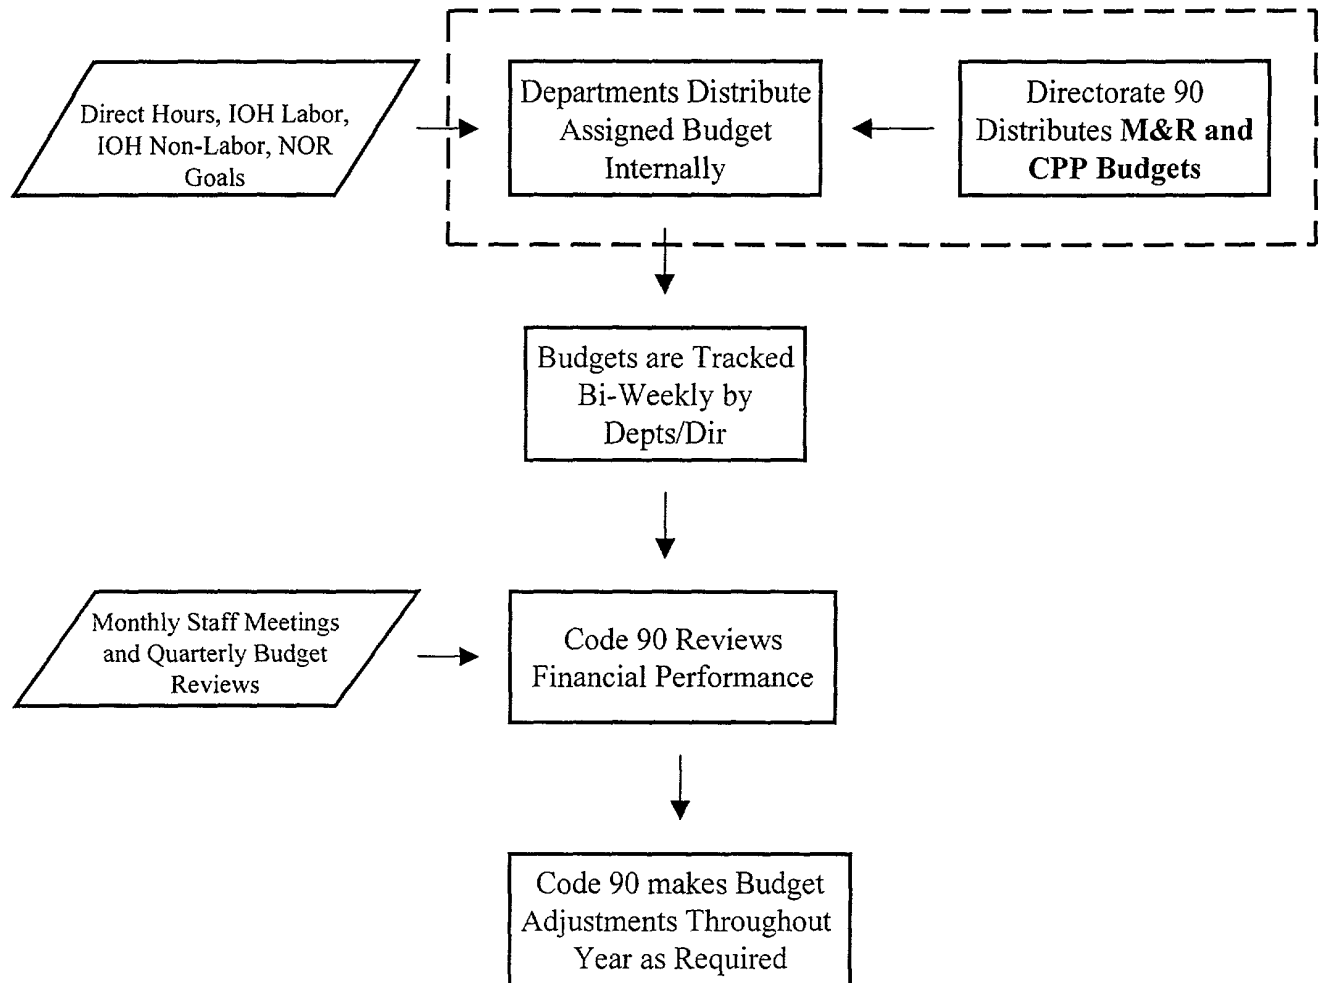 Direct Hours, IOH Labor,
IOH Non-Labor, NOR
Goals
Departments Distribute
Assigned Budget
Internally
Directorate 90
Distributes M&R and
CPP Budgets
Budgets are Tracked
Bi-Weekly by
Depts/Dir
Monthly Staff Meetings
and Quarterly Budget
Reviews
Code 90 Reviews
Financial Performance
Code 90 makes Budget
Adjustments Throughout
Year as Required